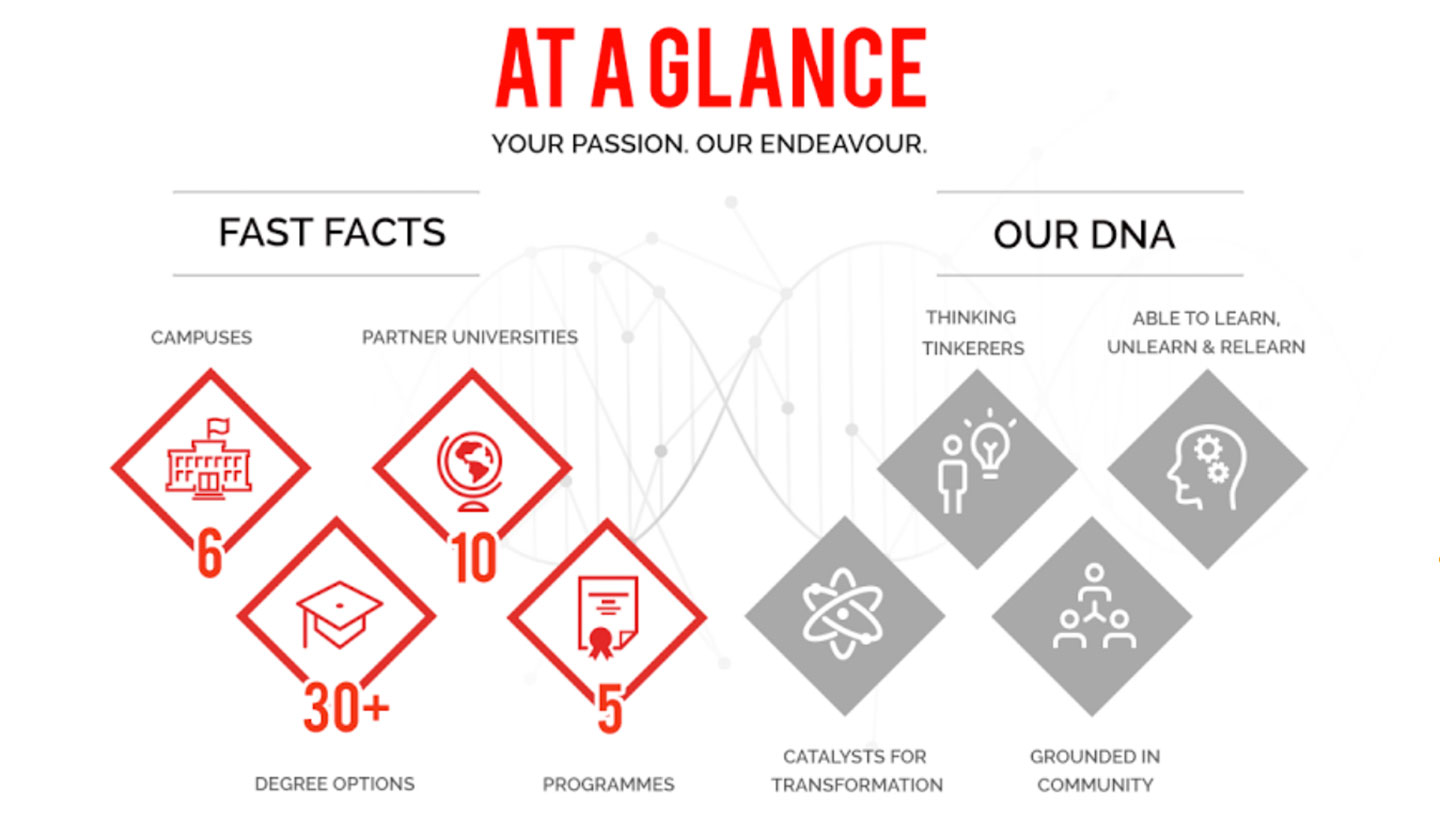 AT A GLANCE
YOUR PASSION. OUR ENDEAVOUR.
FAST FACTS
CAMPUSES
6
PARTNER UNIVERSITIES
10
30+
DEGREE OPTIONS
5
PROGRAMMES
OUR DNA
THINKING
TINKERERS
ABLE TO LEARN,
UNLEARN & RELEARN
CATALYSTS FOR
TRANSFORMATION
GROUNDED IN
COMMUNITY